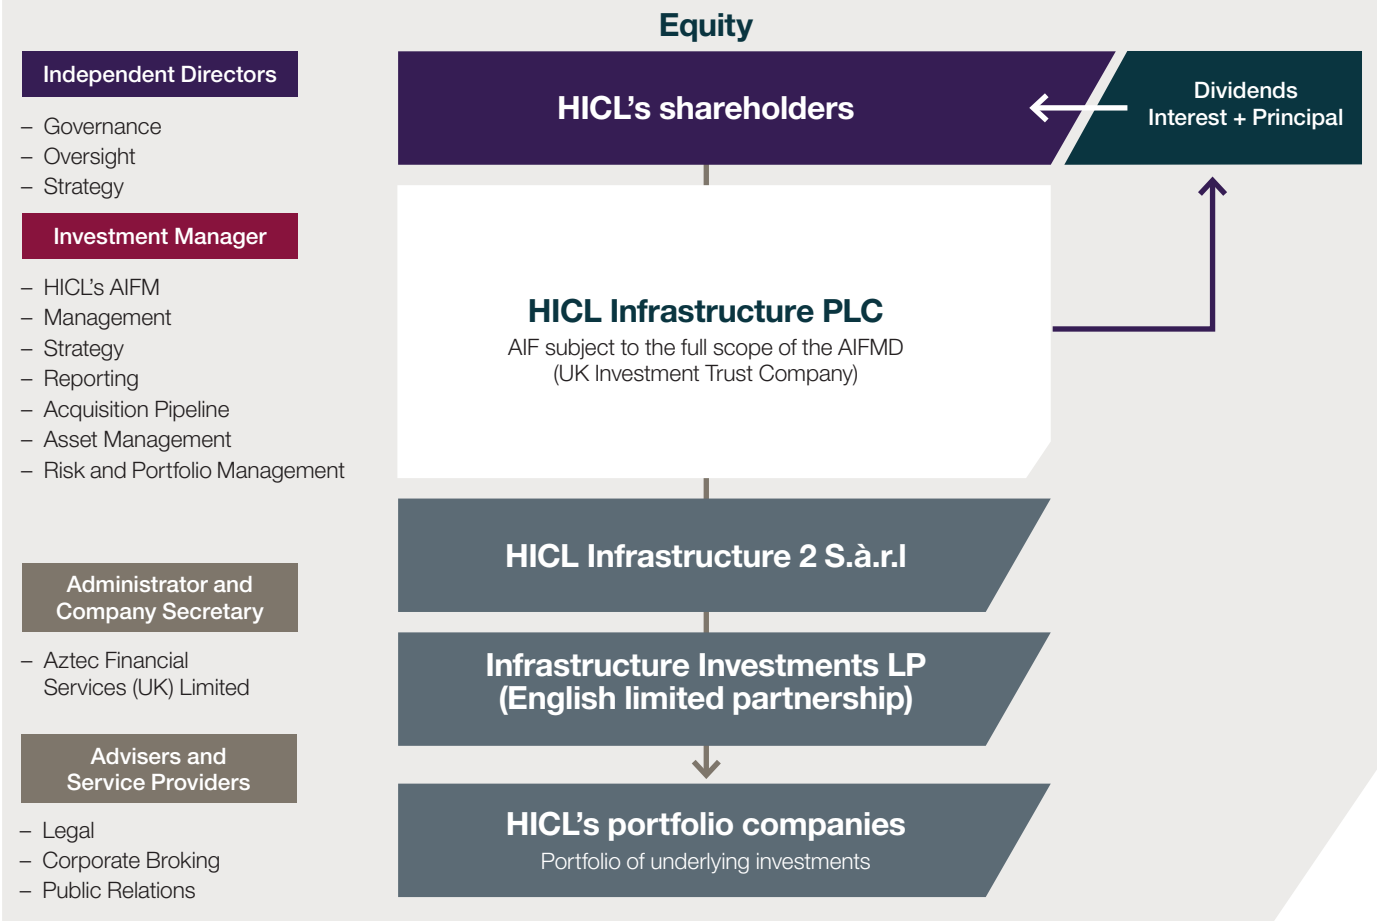 Equity
Independent Directors
– Governance
– Oversight
– Strategy
Investment Manager
– HICL’s AIFM
– Management
– Strategy
– Reporting
– Acquisition Pipeline
– Asset Management
– Risk and Portfolio Management
Administrator and
Company Secretary
– Aztec Financial
Services (UK) Limited
Advisers and
Service Providers
– Legal
– Corporate Broking
– Public Relations
HICL’s shareholders
Dividends
Interest + Principal
HICL Infrastructure PLC
AIF subject to the full scope of the AIFMD
(UK Investment Trust Company)
HICL Infrastructure 2 S.à.r.l
Infrastructure Investments LP
(English limited partnership)
HICL’s portfolio companies
Portfolio of underlying investments